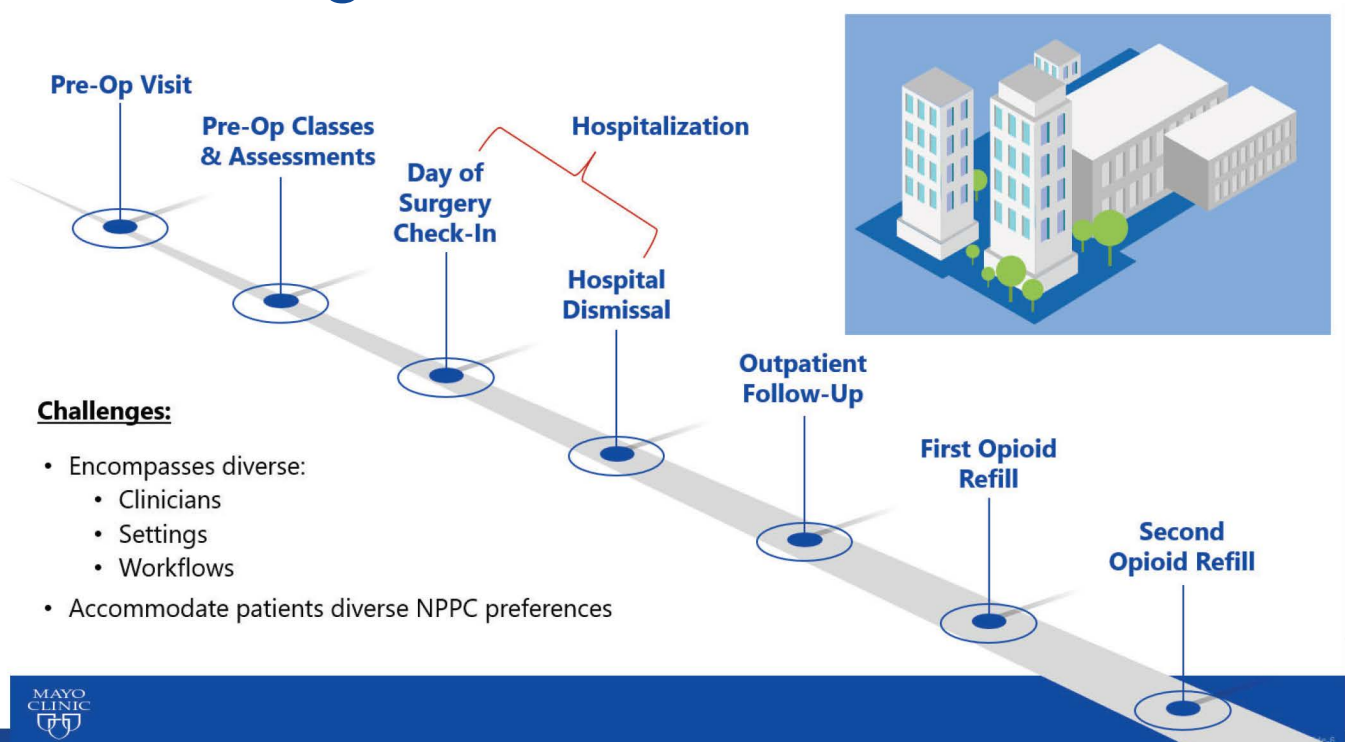 Pre-Op Visit
Pre-Op Classes
& Assessments
Day of
Surgery
Check-In
Hospitalization
Hospital
Dismissal
Outpatient
Follow-Up
First Opioid
Refill
Second
Opioid Refill
Challenges:
• Encompasses diverse:
• Clinicians
• Settings
• Workflows
• Accommodate patients diverse NPPC preferences
MAYO
CLINIC